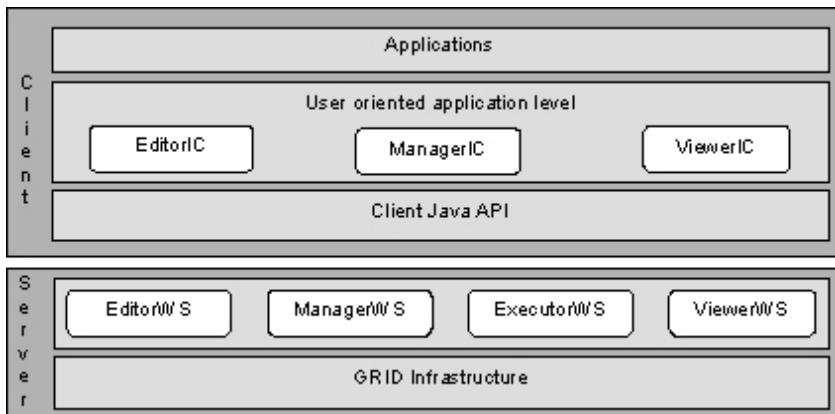 Client
Applications
User oriented application level
EditorIC
ManagerIC
ViewerIC
Client Java API
Server
EditorWS
ManagerWS
ExecutorWS
ViewerWS
GRID Infrastructure